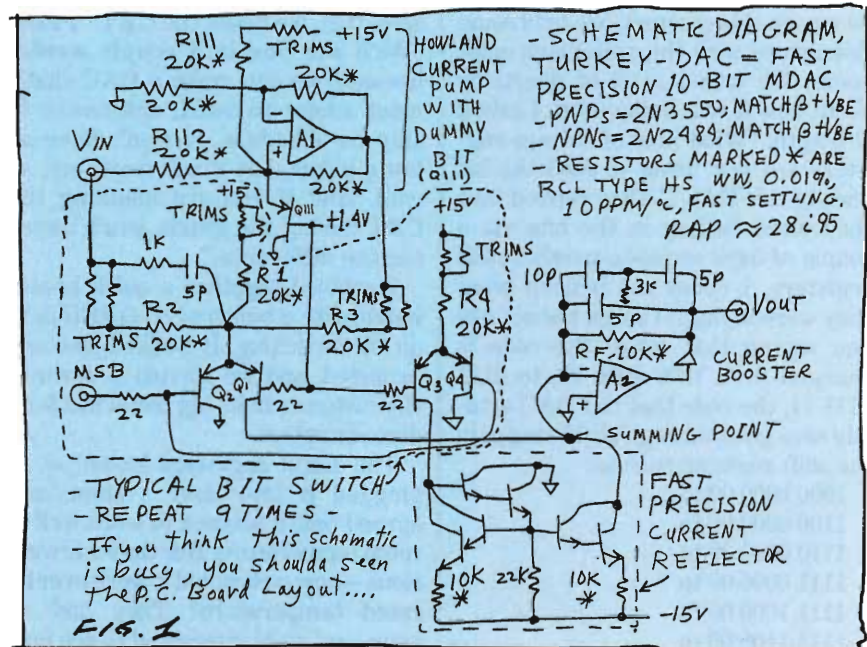 SCHEMATIC DIAGRAM,
"TURKEY-DAC" = FAST
PRECISION 10 BIT MDAC
- PNPs = 2N3550; MATCH β + VBE
- NPNs = 2N2484; MATCH β + VBE
- RESISTORS MARKED * ARE
RCL TYPE HS WW, 0.01%,
10 PPM/°C, FAST SETTLING.
RAP ≈ 28 ; 95
R111
20K*
TRIMS
+15V
20K*
20K*
HOWLAND
CURRENT
PUMP
WITH
DUMMY
BIT
(Q111)
VIN
R112
20K*
A1
-
+
20K*
+15
TRIMS
Q111
+1.4V
+15V
TRIMS
1K
5P
R1
20K*
TRIMS
R4
20K*
R2
TRIMS 20K*
R3
20K*
MSB
22
Q2
Q1
22
22
Q3
Q4
10P
5P
3K
5P
RF, 10K*
VOUT
A2
-
+
CURRENT
BOOSTER
SUMMING POINT
TYPICAL BIT SWITCH
- REPEAT 9 TIMES -
If you think this schematic
is busy, you shoulda seen
the P.C. Board Layout....
FAST
PRECISION
CURRENT
REFLECTOR
10K
*
22K
10K
*
-15V
FIG. 1